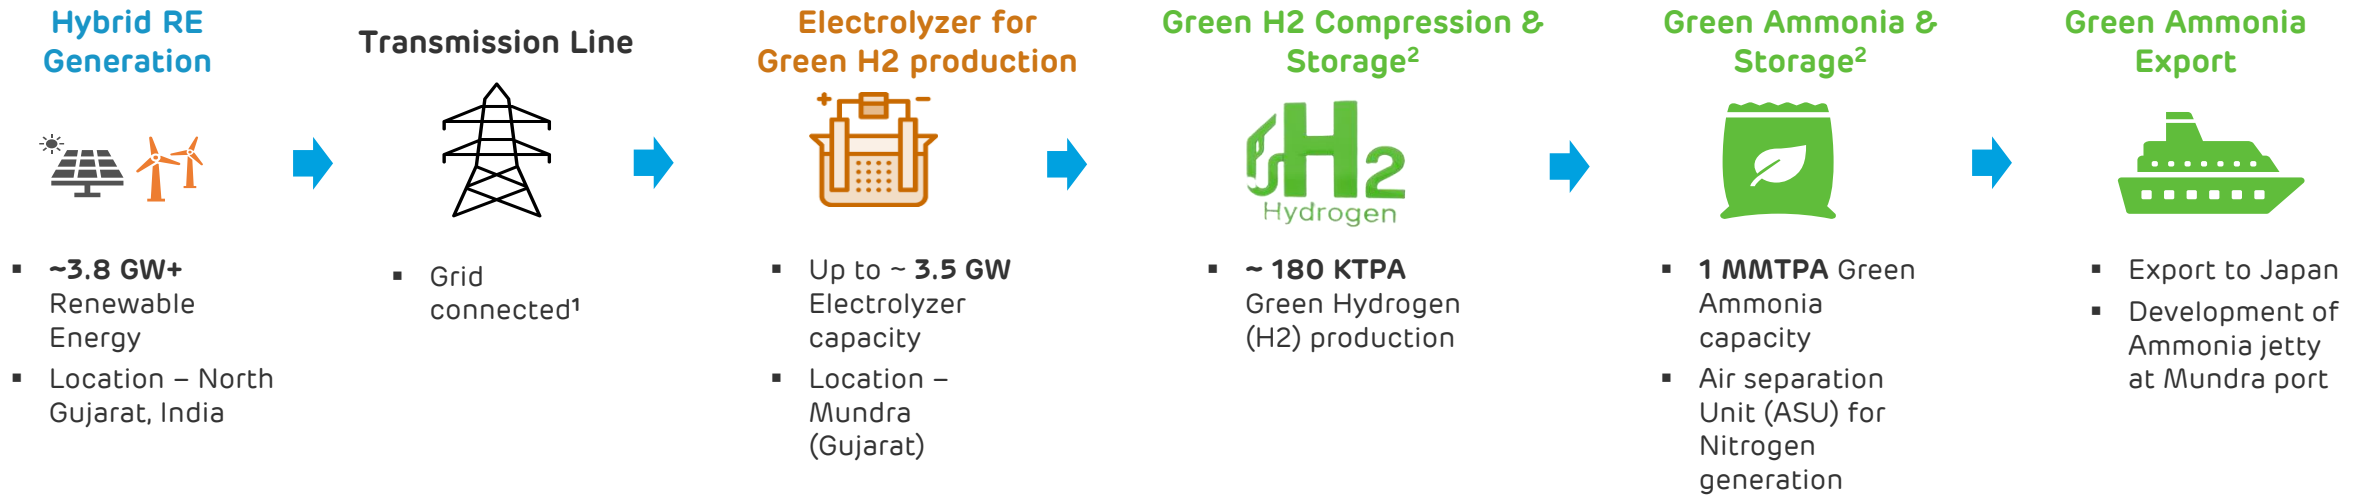 Hybrid RE
Generation
Transmission Line
Electrolyzer for
Green H2 production
Green H2 Compression &
Storage²
Green Ammonia &
Storage²
Green Ammonia
Export
+ −
H2
Hydrogen
▪ ~3.8 GW+
Renewable
Energy
▪ Location – North
Gujarat, India
▪ Grid
connected¹
▪ Up to ~ 3.5 GW
Electrolyzer
capacity
▪ Location –
Mundra
(Gujarat)
▪ ~ 180 KTPA
Green Hydrogen
(H2) production
▪ 1 MMTPA Green
Ammonia
capacity
▪ Air separation
Unit (ASU) for
Nitrogen
generation
▪ Export to Japan
▪ Development of
Ammonia jetty
at Mundra port